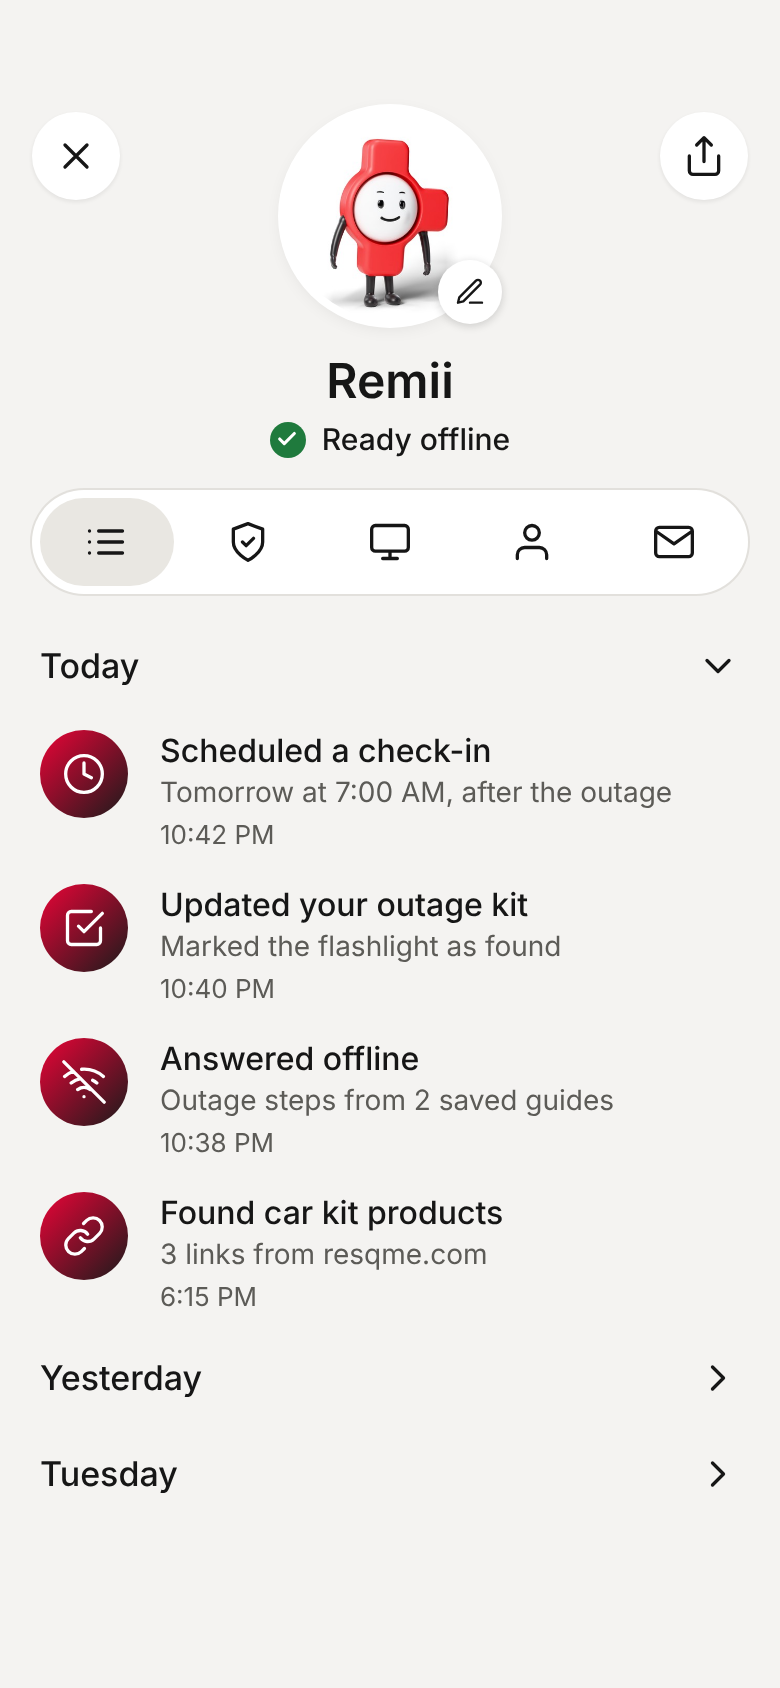 Remii
Ready offline
Today
Scheduled a check-in
Tomorrow at 7:00 AM, after the outage
10:42 PM
Updated your outage kit
Marked the flashlight as found
10:40 PM
Answered offline
Outage steps from 2 saved guides
10:38 PM
Found car kit products
3 links from resqme.com
6:15 PM
Yesterday
Tuesday